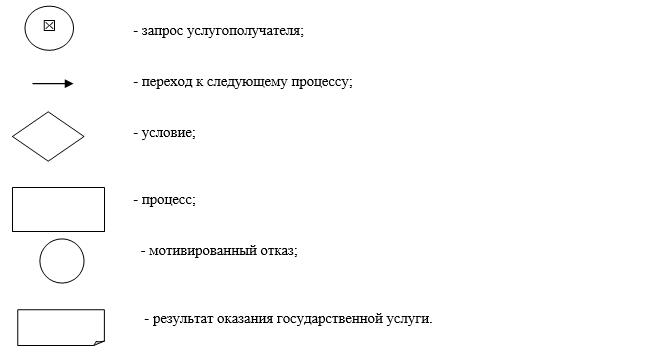 - запрос услугополучателя;
- переход к следующему процессу;
- условие;
- процесс;
- мотивированный отказ;
- результат оказания государственной услуги.